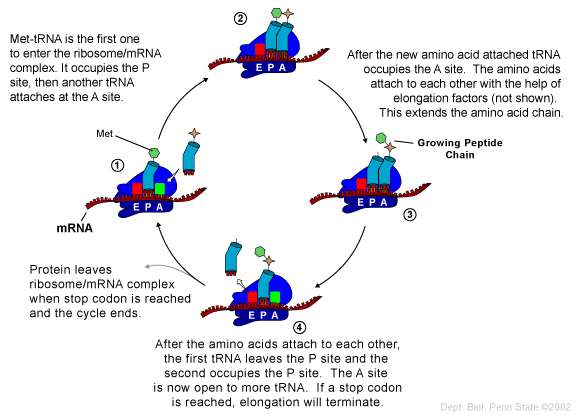 Met-tRNA is the first one
to enter the ribosome/mRNA
complex. It occupies the P
site, then another tRNA
attaches at the A site.
2
E P A
After the new amino acid attached tRNA
occupies the A site. The amino acids
attach to each other with the help of
elongation factors (not shown).
This extends the amino acid chain.
Met
1
E P A
mRNA
Growing Peptide
Chain
E P A
3
Protein leaves
ribosome/mRNA complex
when stop codon is reached
and the cycle ends.
E P A
4
After the amino acids attach to each other,
the first tRNA leaves the P site and the
second occupies the P site. The A site
is now open to more tRNA. If a stop codon
is reached, elongation will terminate.
Dept. Biol. Penn State ©2002